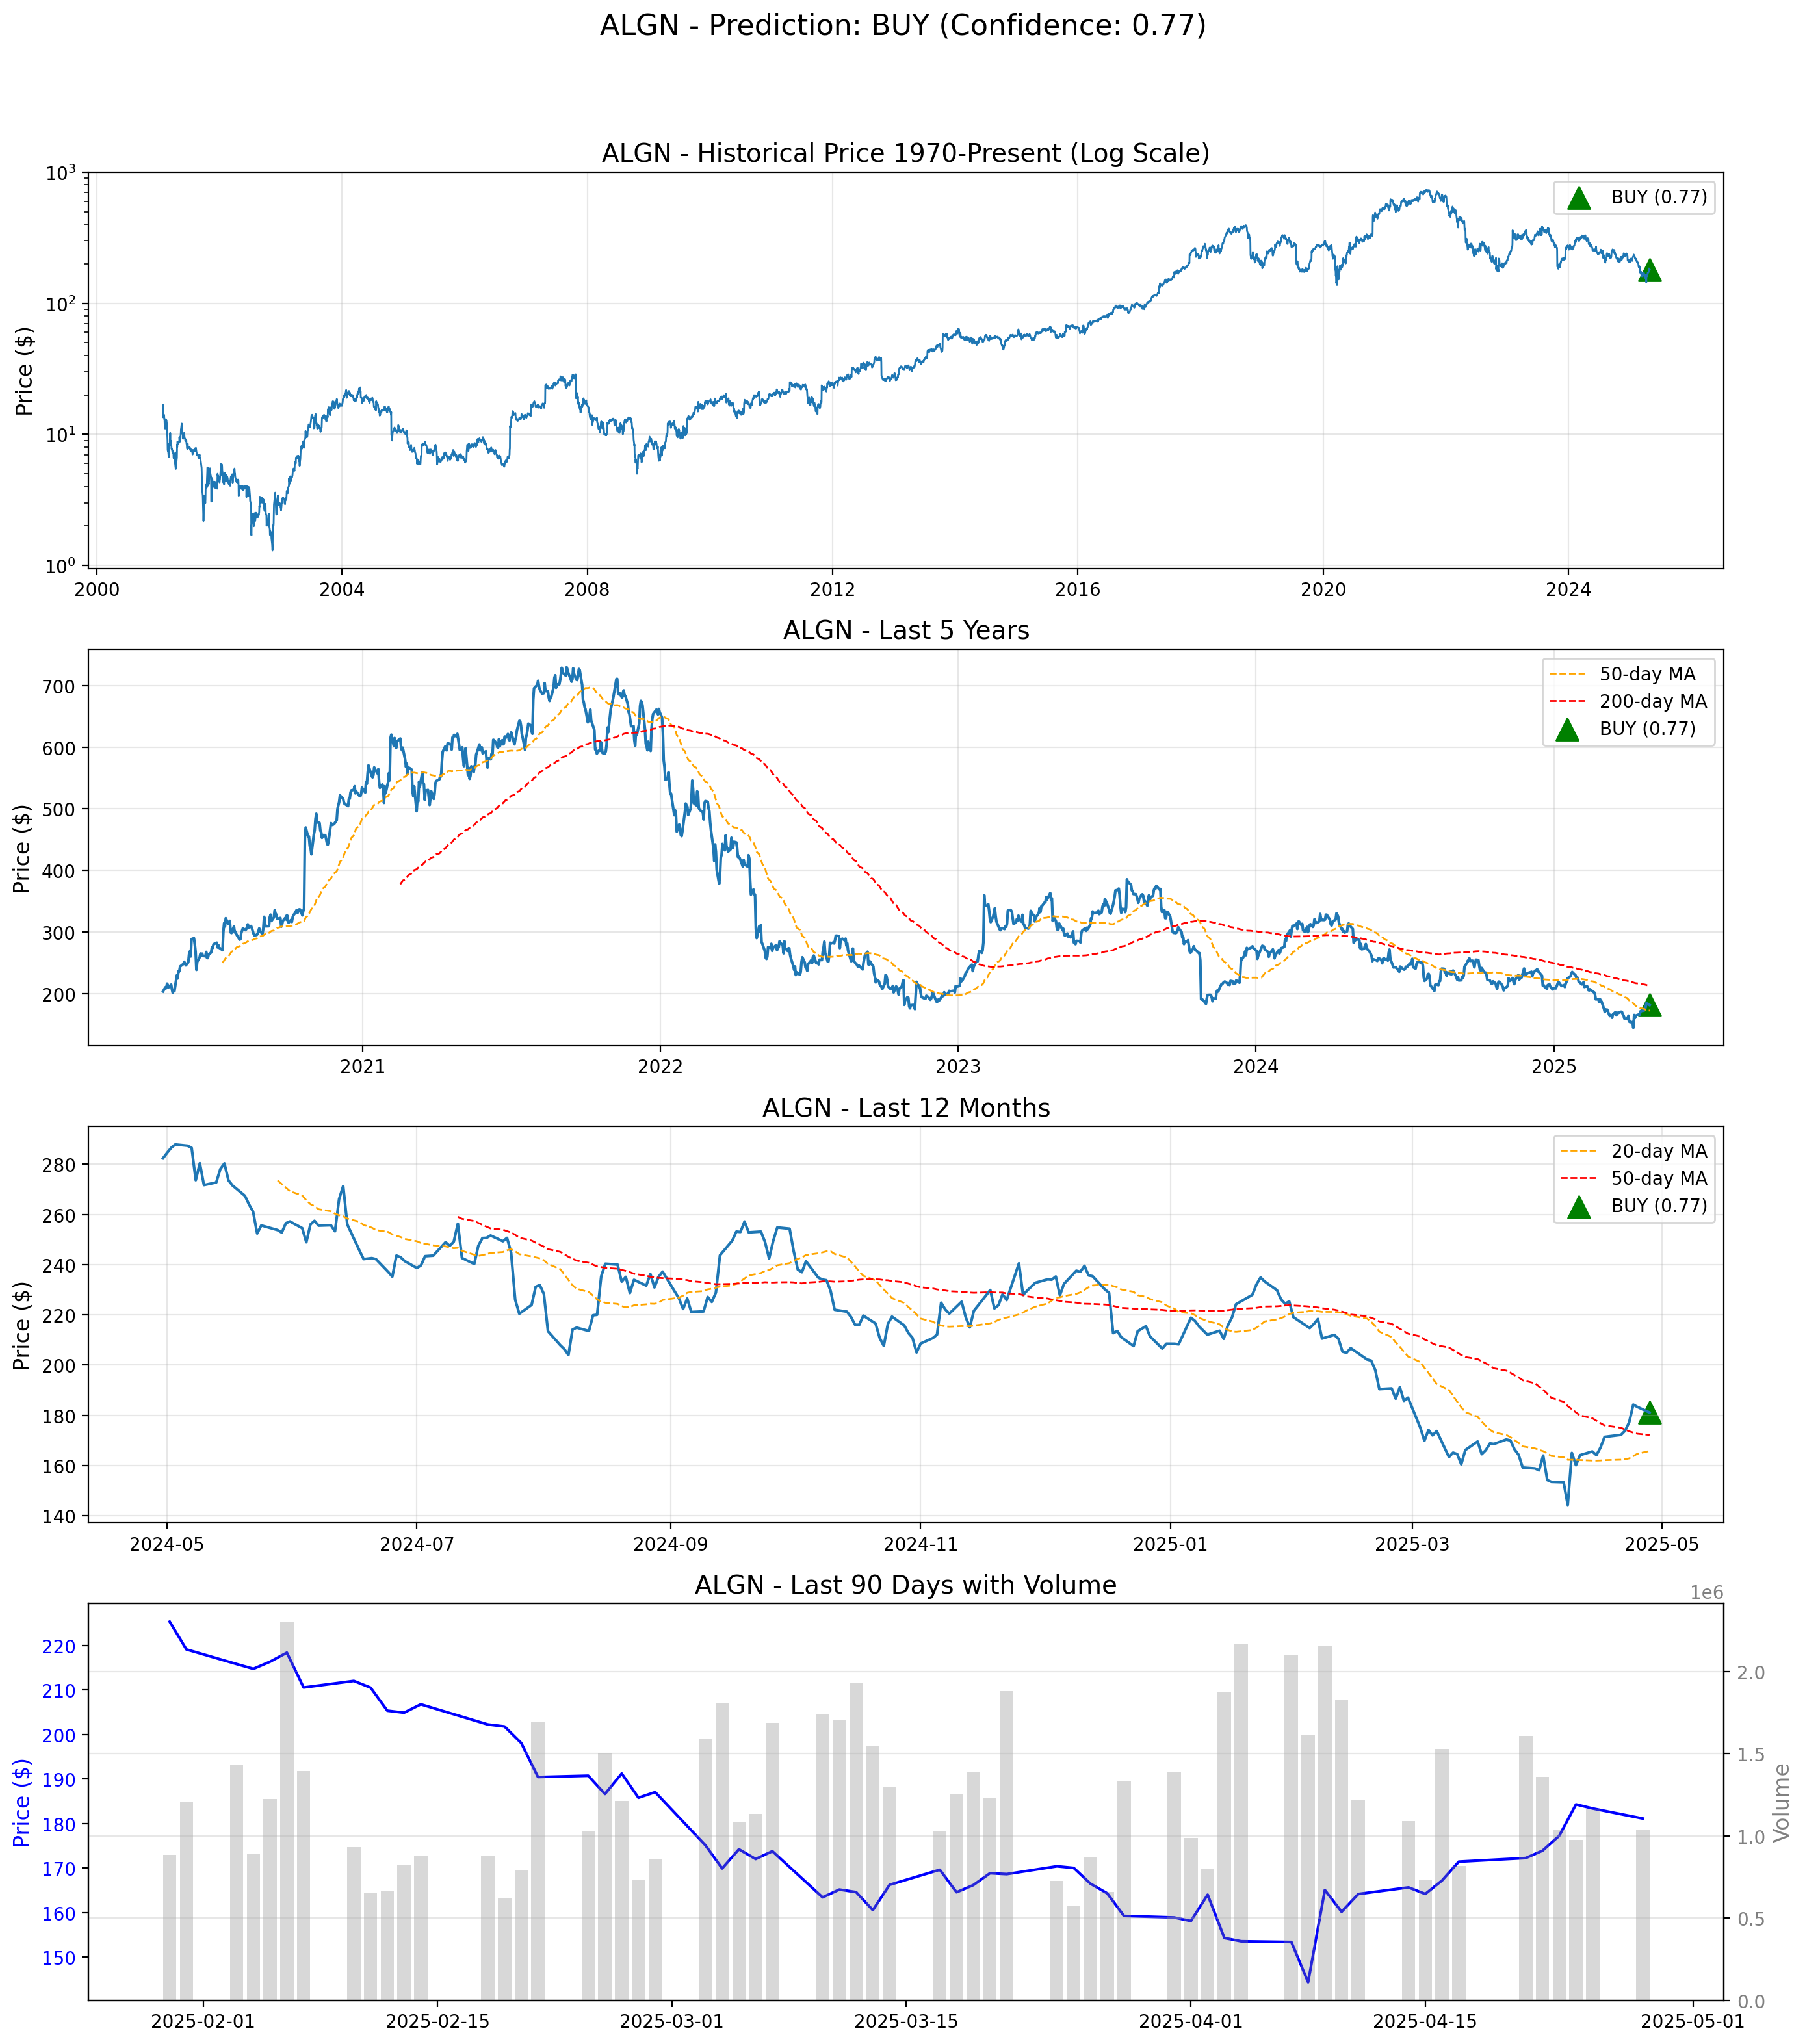 ALGN - Prediction: BUY (Confidence: 0.77)
ALGN - Historical Price 1970-Present (Log Scale)
Price ($)
10³
10²
10¹
10⁰
BUY (0.77)
2000 2004 2008 2012 2016 2020 2024
ALGN - Last 5 Years
Price ($)
700
600
500
400
300
200
50-day MA
200-day MA
BUY (0.77)
2021 2022 2023 2024 2025
ALGN - Last 12 Months
Price ($)
280
260
240
220
200
180
160
140
20-day MA
50-day MA
BUY (0.77)
2024-05 2024-07 2024-09 2024-11 2025-01 2025-03 2025-05
ALGN - Last 90 Days with Volume
1e6
Price ($)
220
210
200
190
180
170
160
150
2.0
1.5
1.0
0.5
0.0
Volume
2025-02-01 2025-02-15 2025-03-01 2025-03-15 2025-04-01 2025-04-15 2025-05-01